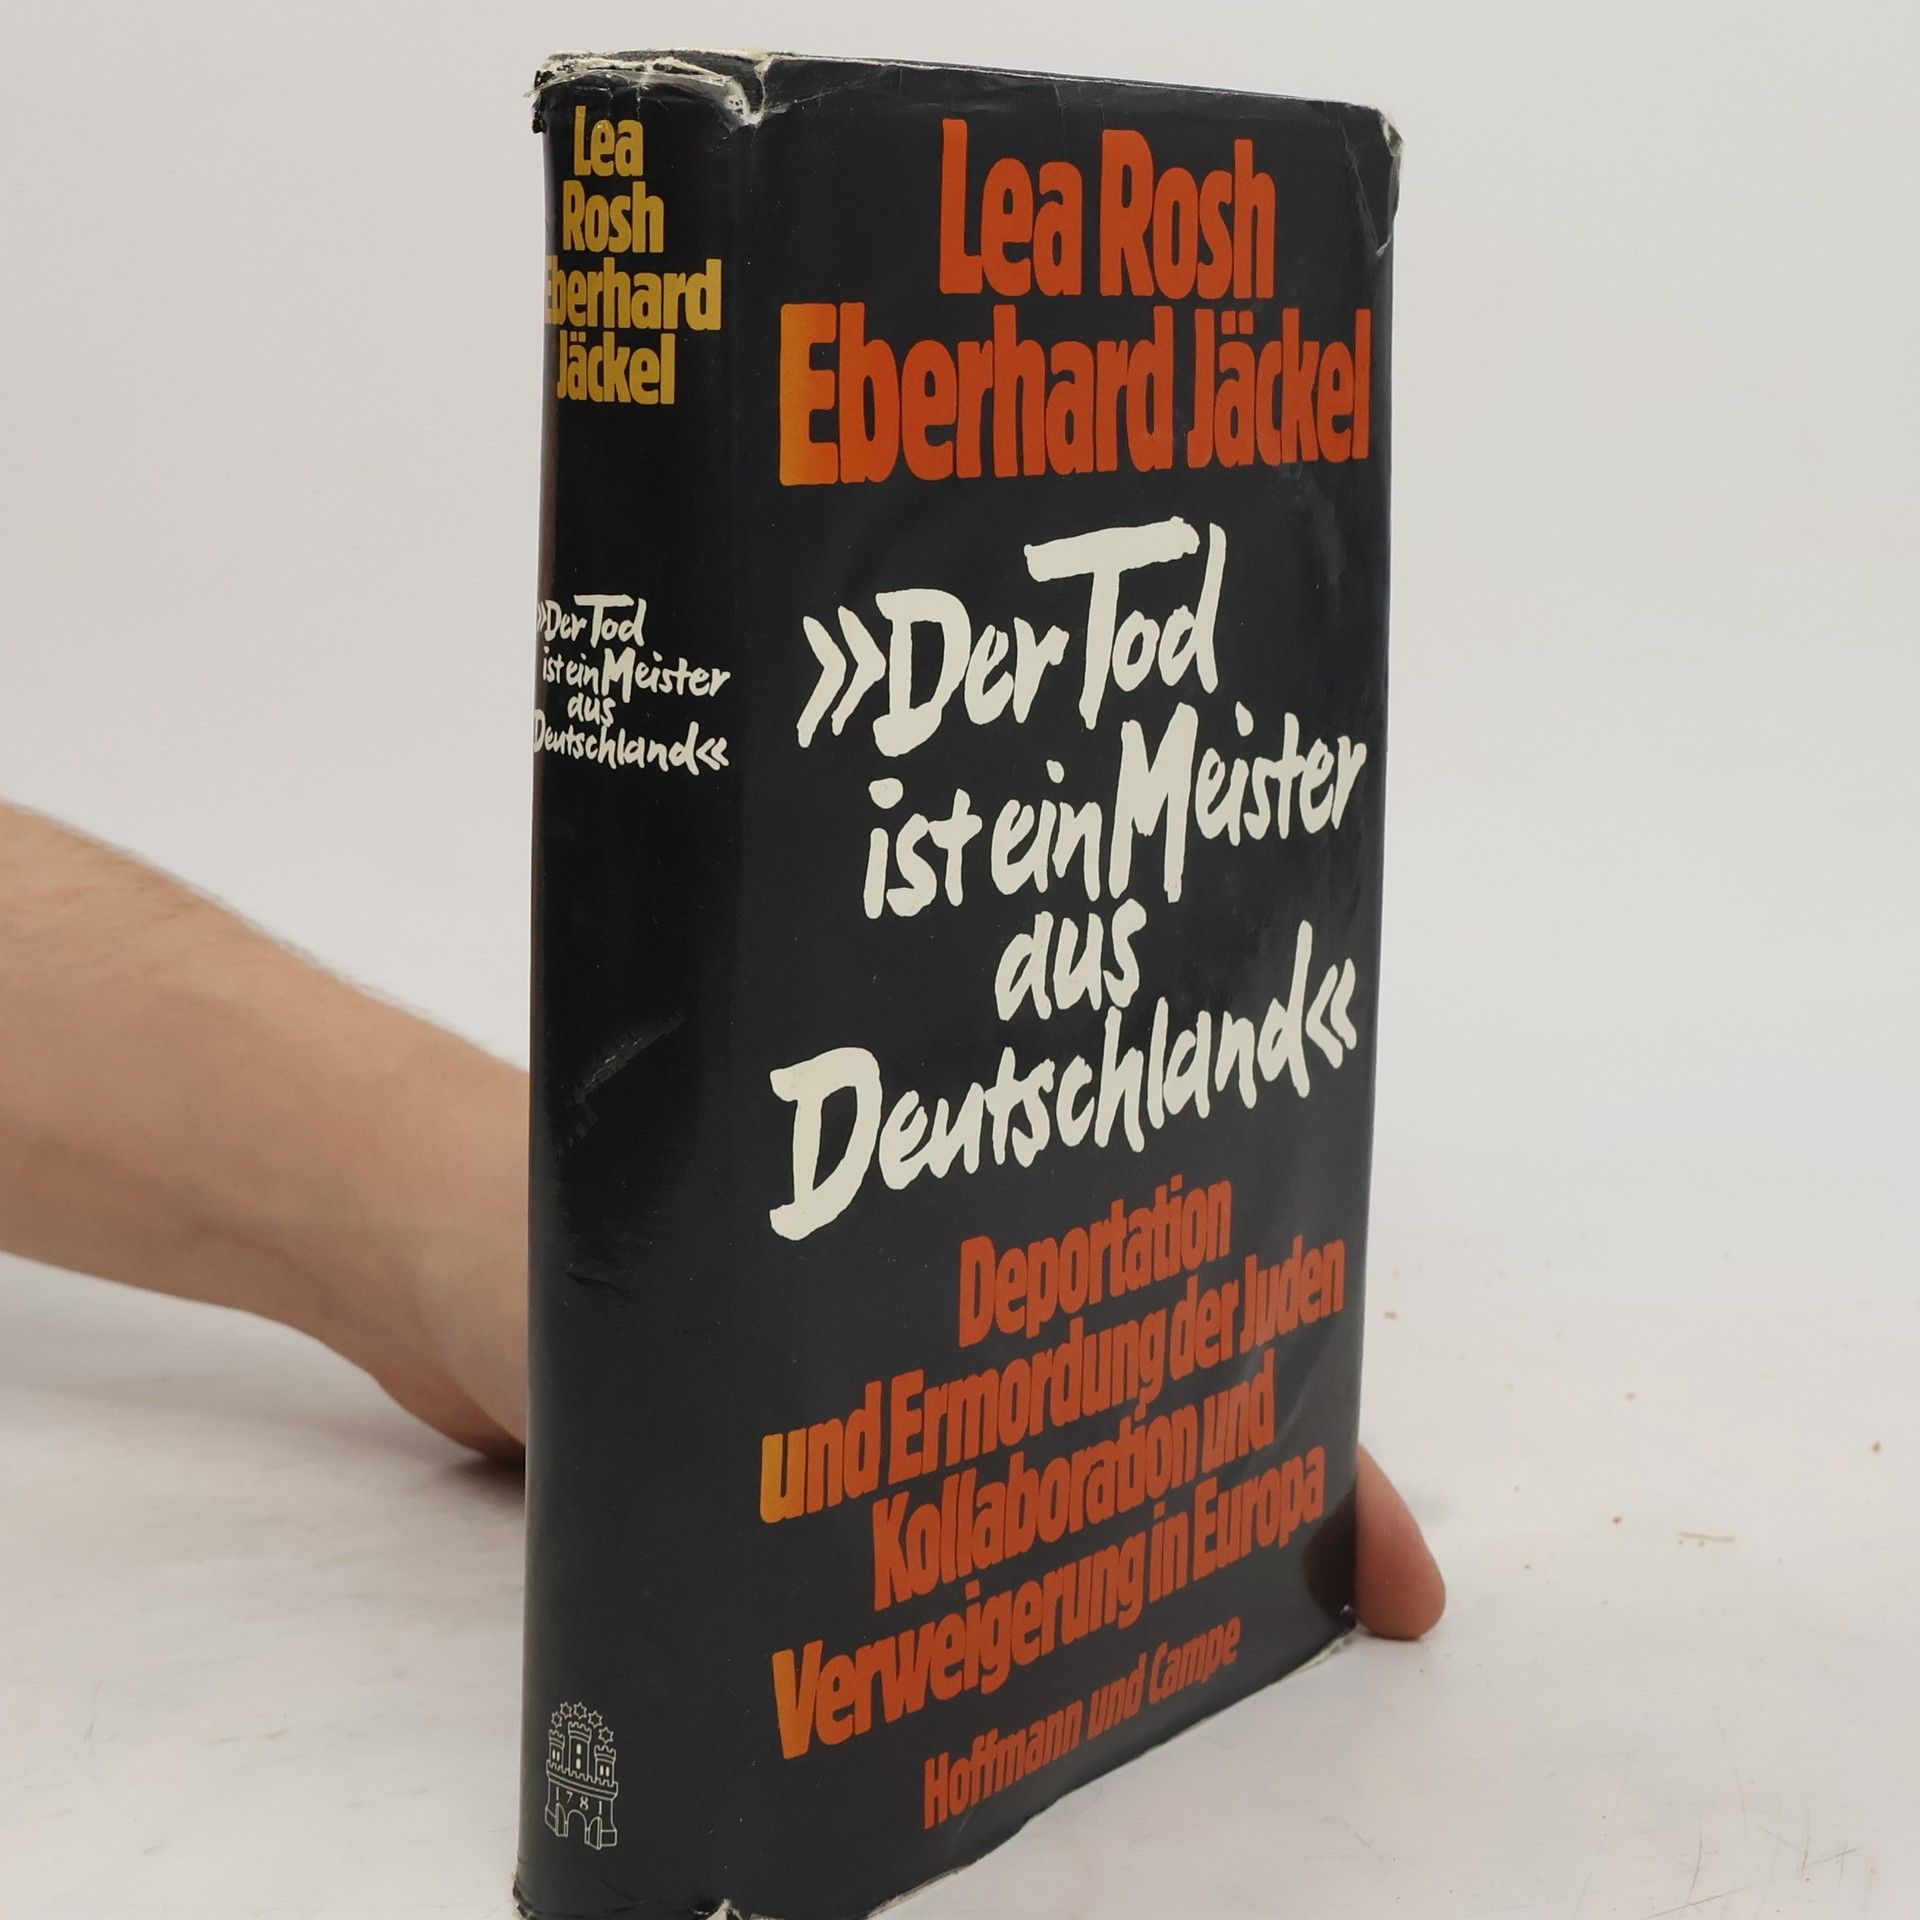 Lea
Rosh
Eberhard
Jäckel
»Der Tod
ist ein Meister
aus
Deutschland«
1781
Lea Rosh
Eberhard Jäckel
»Der Tod
ist ein Meister
aus
Deutschland«
Deportation
und Ermordung der Juden
Kollaboration und
Verweigerung in Europa
Hoffmann und Campe